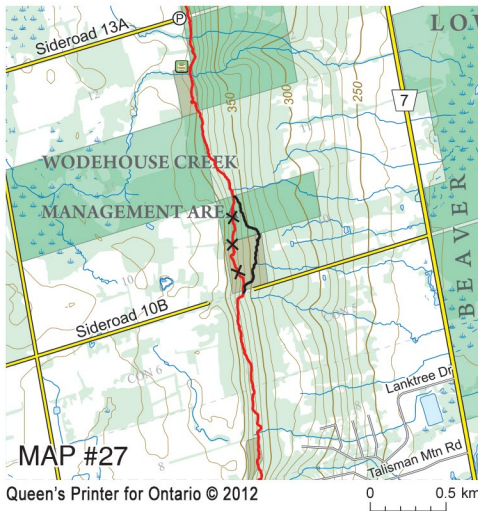 Sideroad 13A
P
LOW
7
350
300
250
WODEHOUSE CREEK
MANAGEMENT ARE
BEAVER
10
Sideroad 10B
CON 6
8
Lanktree Dr
Talisman Mtn Rd
MAP #27
Queen's Printer for Ontario © 2012
0 0.5 km